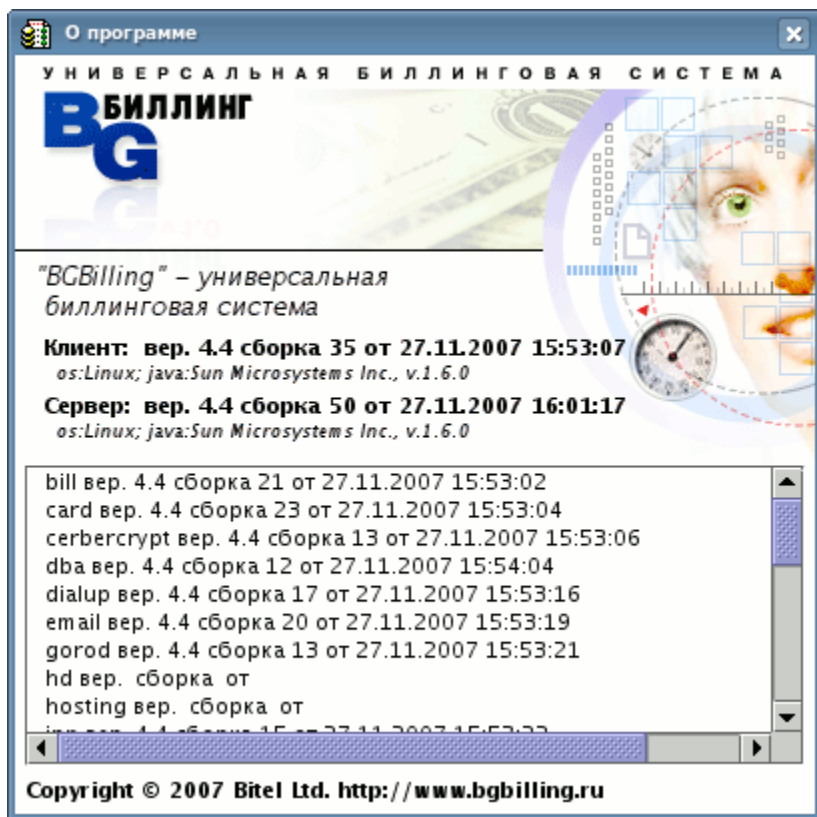 О программе
УНИВЕРСАЛЬНАЯ БИЛЛИНГОВАЯ СИСТЕМА
BG БИЛЛИНГ
"BGBilling" – универсальная
биллинговая система
Клиент: вер. 4.4 сборка 35 от 27.11.2007 15:53:07
os:Linux; java:Sun Microsystems Inc., v.1.6.0
Сервер: вер. 4.4 сборка 50 от 27.11.2007 16:01:17
os:Linux; java:Sun Microsystems Inc., v.1.6.0
bill вер. 4.4 сборка 21 от 27.11.2007 15:53:02
card вер. 4.4 сборка 23 от 27.11.2007 15:53:04
cerbercrypt вер. 4.4 сборка 13 от 27.11.2007 15:53:06
dba вер. 4.4 сборка 12 от 27.11.2007 15:54:04
dialup вер. 4.4 сборка 17 от 27.11.2007 15:53:16
email вер. 4.4 сборка 20 от 27.11.2007 15:53:19
gorod вер. 4.4 сборка 13 от 27.11.2007 15:53:21
hd вер. сборка от
hosting вер. сборка от
Copyright © 2007 Bitel Ltd. http://www.bgbilling.ru